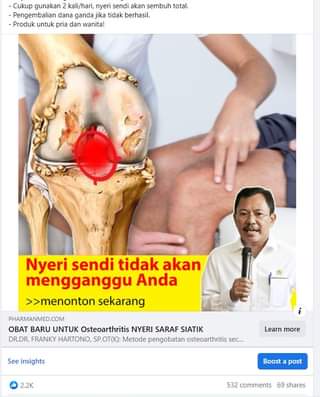 - Cukup gunakan 2 kali/hari, nyeri sendi akan sembuh total.
- Pengembalian dana ganda jika tidak berhasil.
- Produk untuk pria dan wanita!
Nyeri sendi tidak akan
mengganggu Anda
>>menonton sekarang
i
PHARMANMED.COM
OBAT BARU UNTUK Osteoarthritis NYERI SARAF SIATIK
DR.DR. FRANKY HARTONO, SP.OT(K): Metode pengobatan osteoarthritis sec...
Learn more
See insights
Boost a post
2.2K
532 comments 69 shares